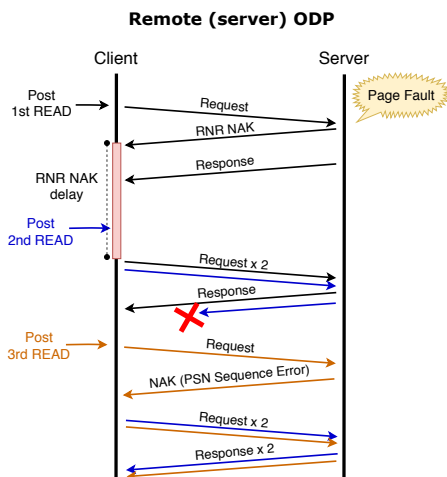 Remote (server) ODP
Client
Server
Post
1st READ
Request
Page Fault
RNR NAK
Response
RNR NAK
delay
Post
2nd READ
Request x 2
Response
Post
3rd READ
Request
NAK (PSN Sequence Error)
Request x 2
Response x 2